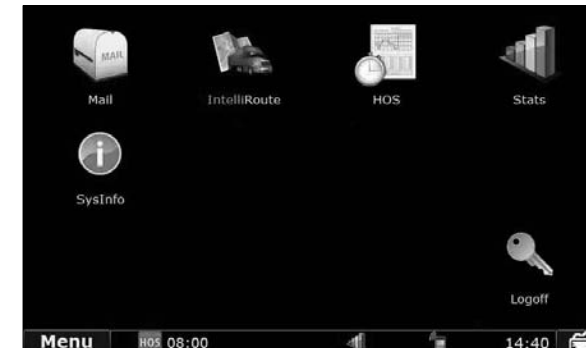 MAIL
Mail
IntelliRoute
HOS
Stats
SysInfo
Logoff
Menu
HOS 08:00
14:40